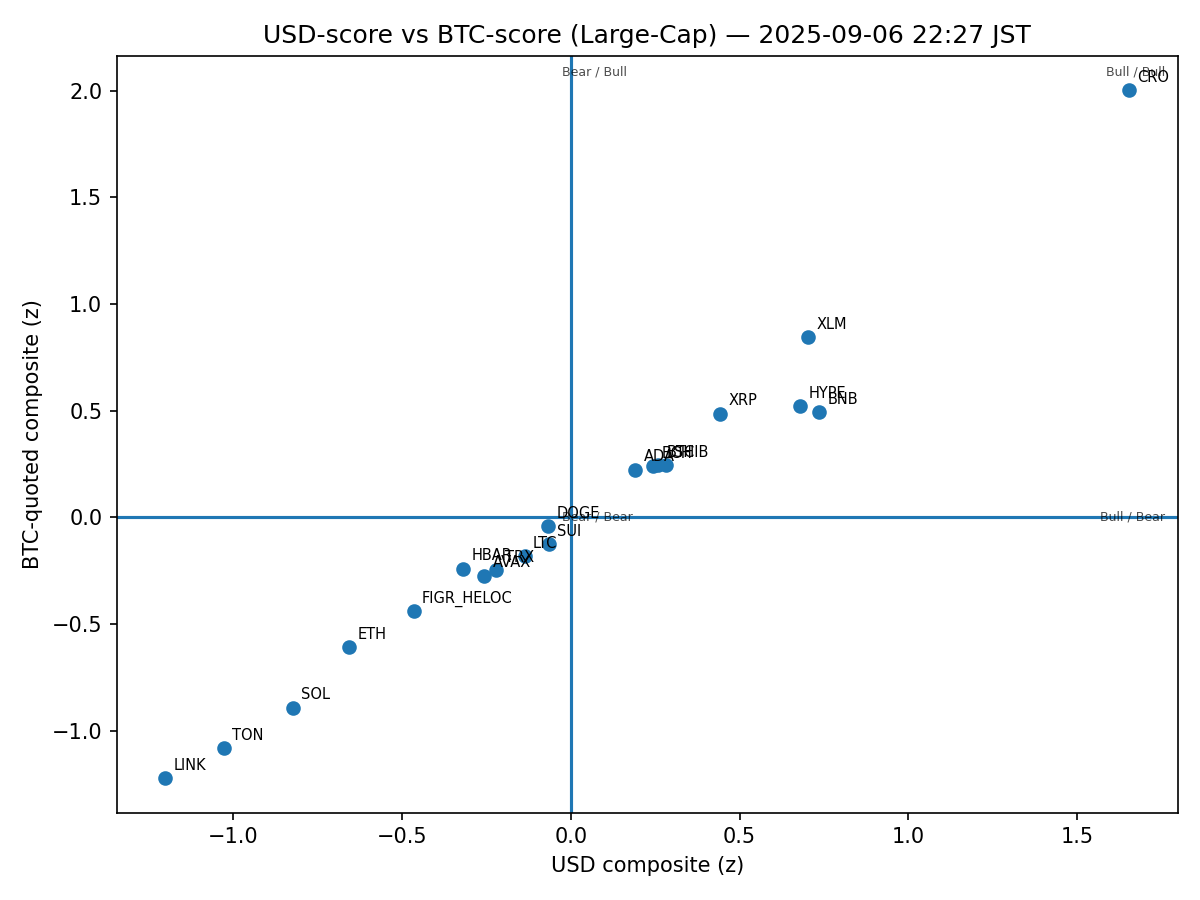 USD-score vs BTC-score (Large-Cap) — 2025-09-06 22:27 JST
Bear / Bull
Bull / Bull
CRO
2.0
1.5
1.0
XLM
HYPE
BNB
0.5
XRP
ADA
SHIB
0.0
DOGE
Bear / Bear
Bull / Bear
SUI
LTC
HBAR
TRX
AVAX
−0.5
FIGR_HELOC
ETH
SOL
−1.0
TON
LINK
−1.0
−0.5
0.0
0.5
1.0
1.5
USD composite (z)
BTC-quoted composite (z)